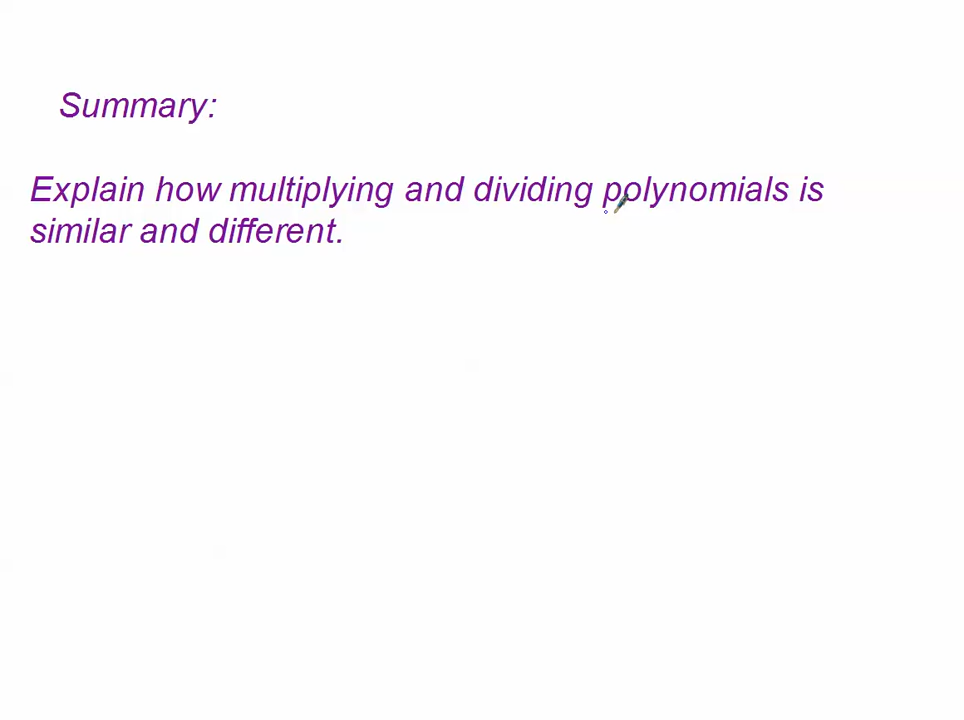 Summary:
Explain how multiplying and dividing polynomials is
similar and different.